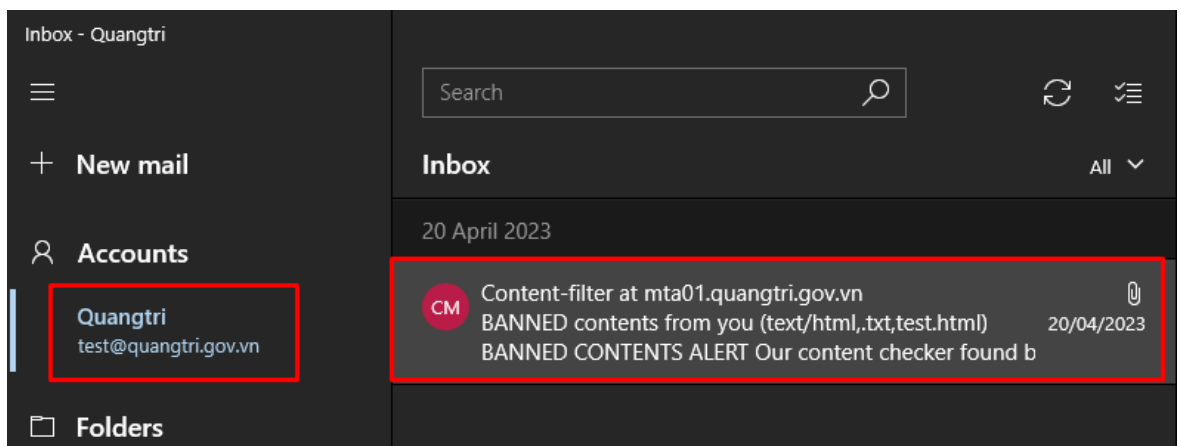 Inbox - Quangtri
Search
New mail
Inbox
All
20 April 2023
Accounts
Quangtri
test@quangtri.gov.vn
CM
Content-filter at mta01.quangtri.gov.vn
BANNED contents from you (text/html,.txt,test.html)
20/04/2023
BANNED CONTENTS ALERT Our content checker found b
Folders